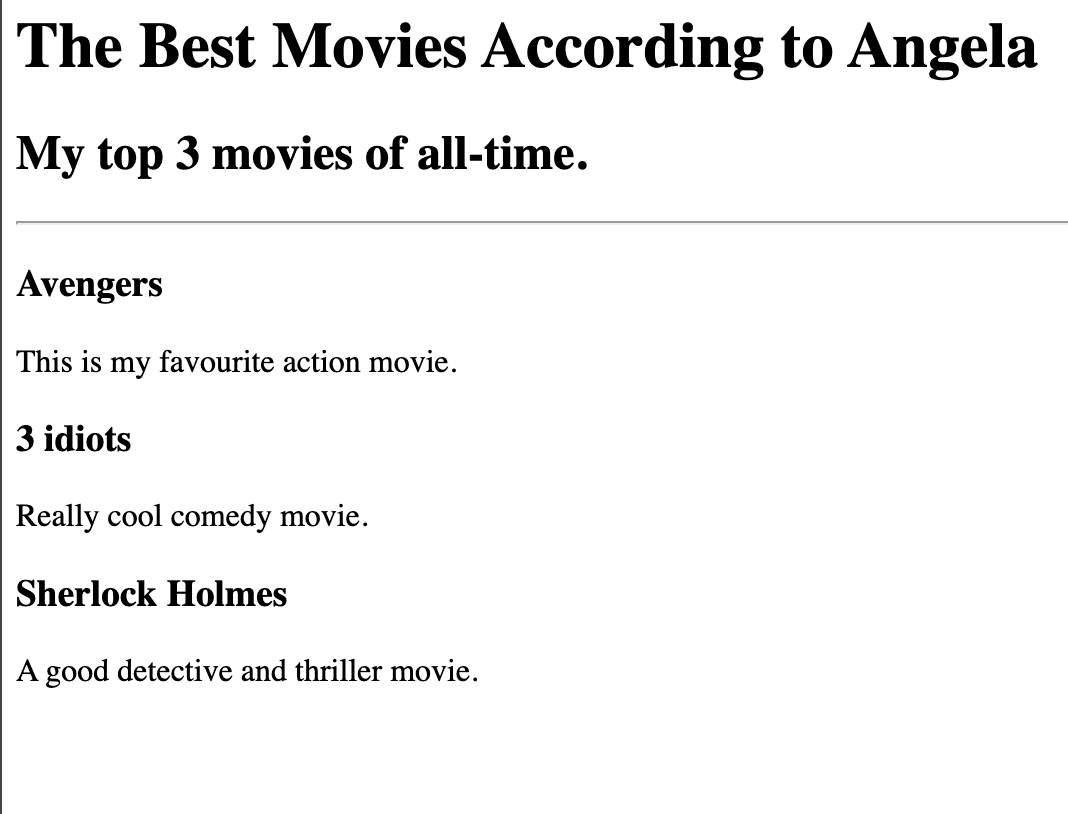 The Best Movies According to Angela
My top 3 movies of all-time.
Avengers
This is my favourite action movie.
3 idiots
Really cool comedy movie.
Sherlock Holmes
A good detective and thriller movie.